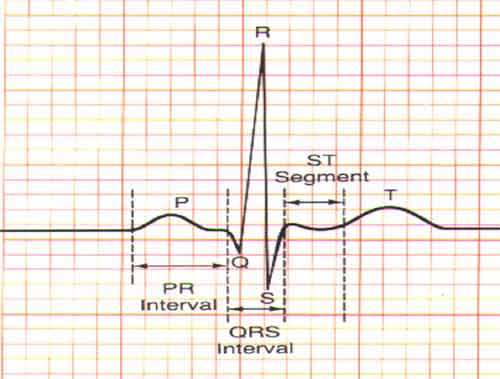 R
ST
Segment
P
T
Q
PR
Interval
S
QRS
Interval